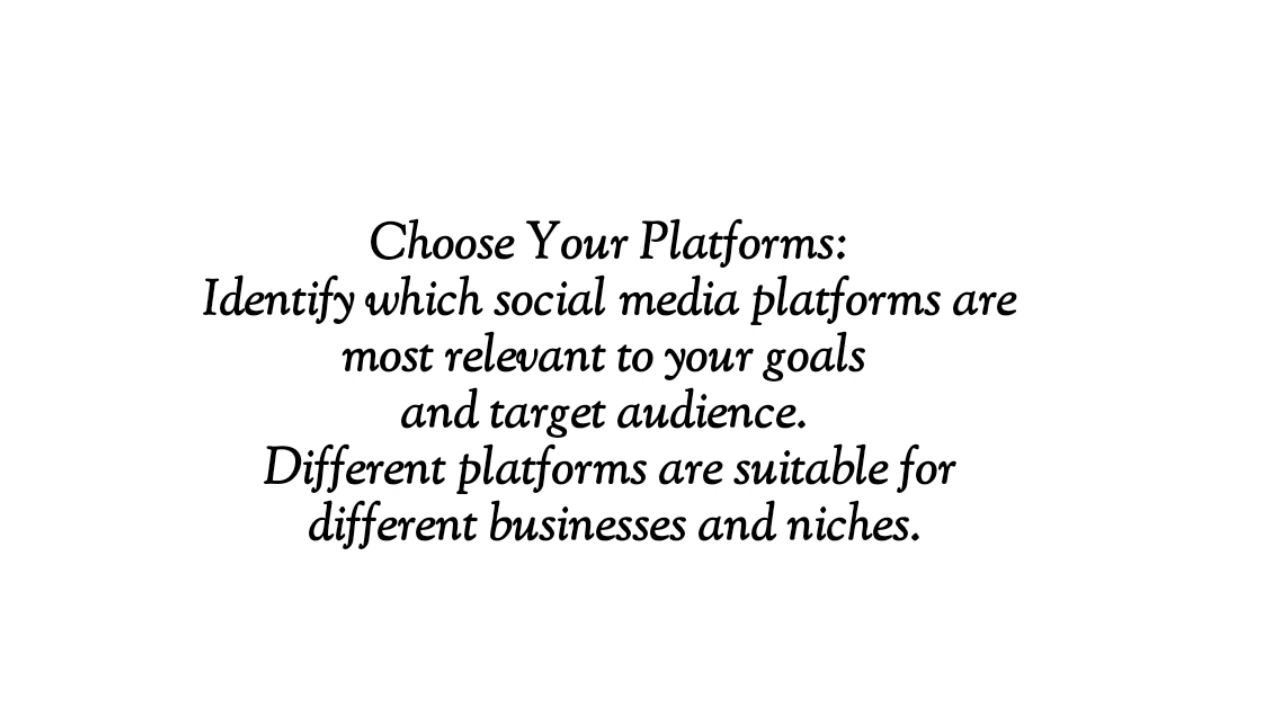 Choose Your Platforms:
Identify which social media platforms are
most relevant to your goals
and target audience.
Different platforms are suitable for
different businesses and niches.